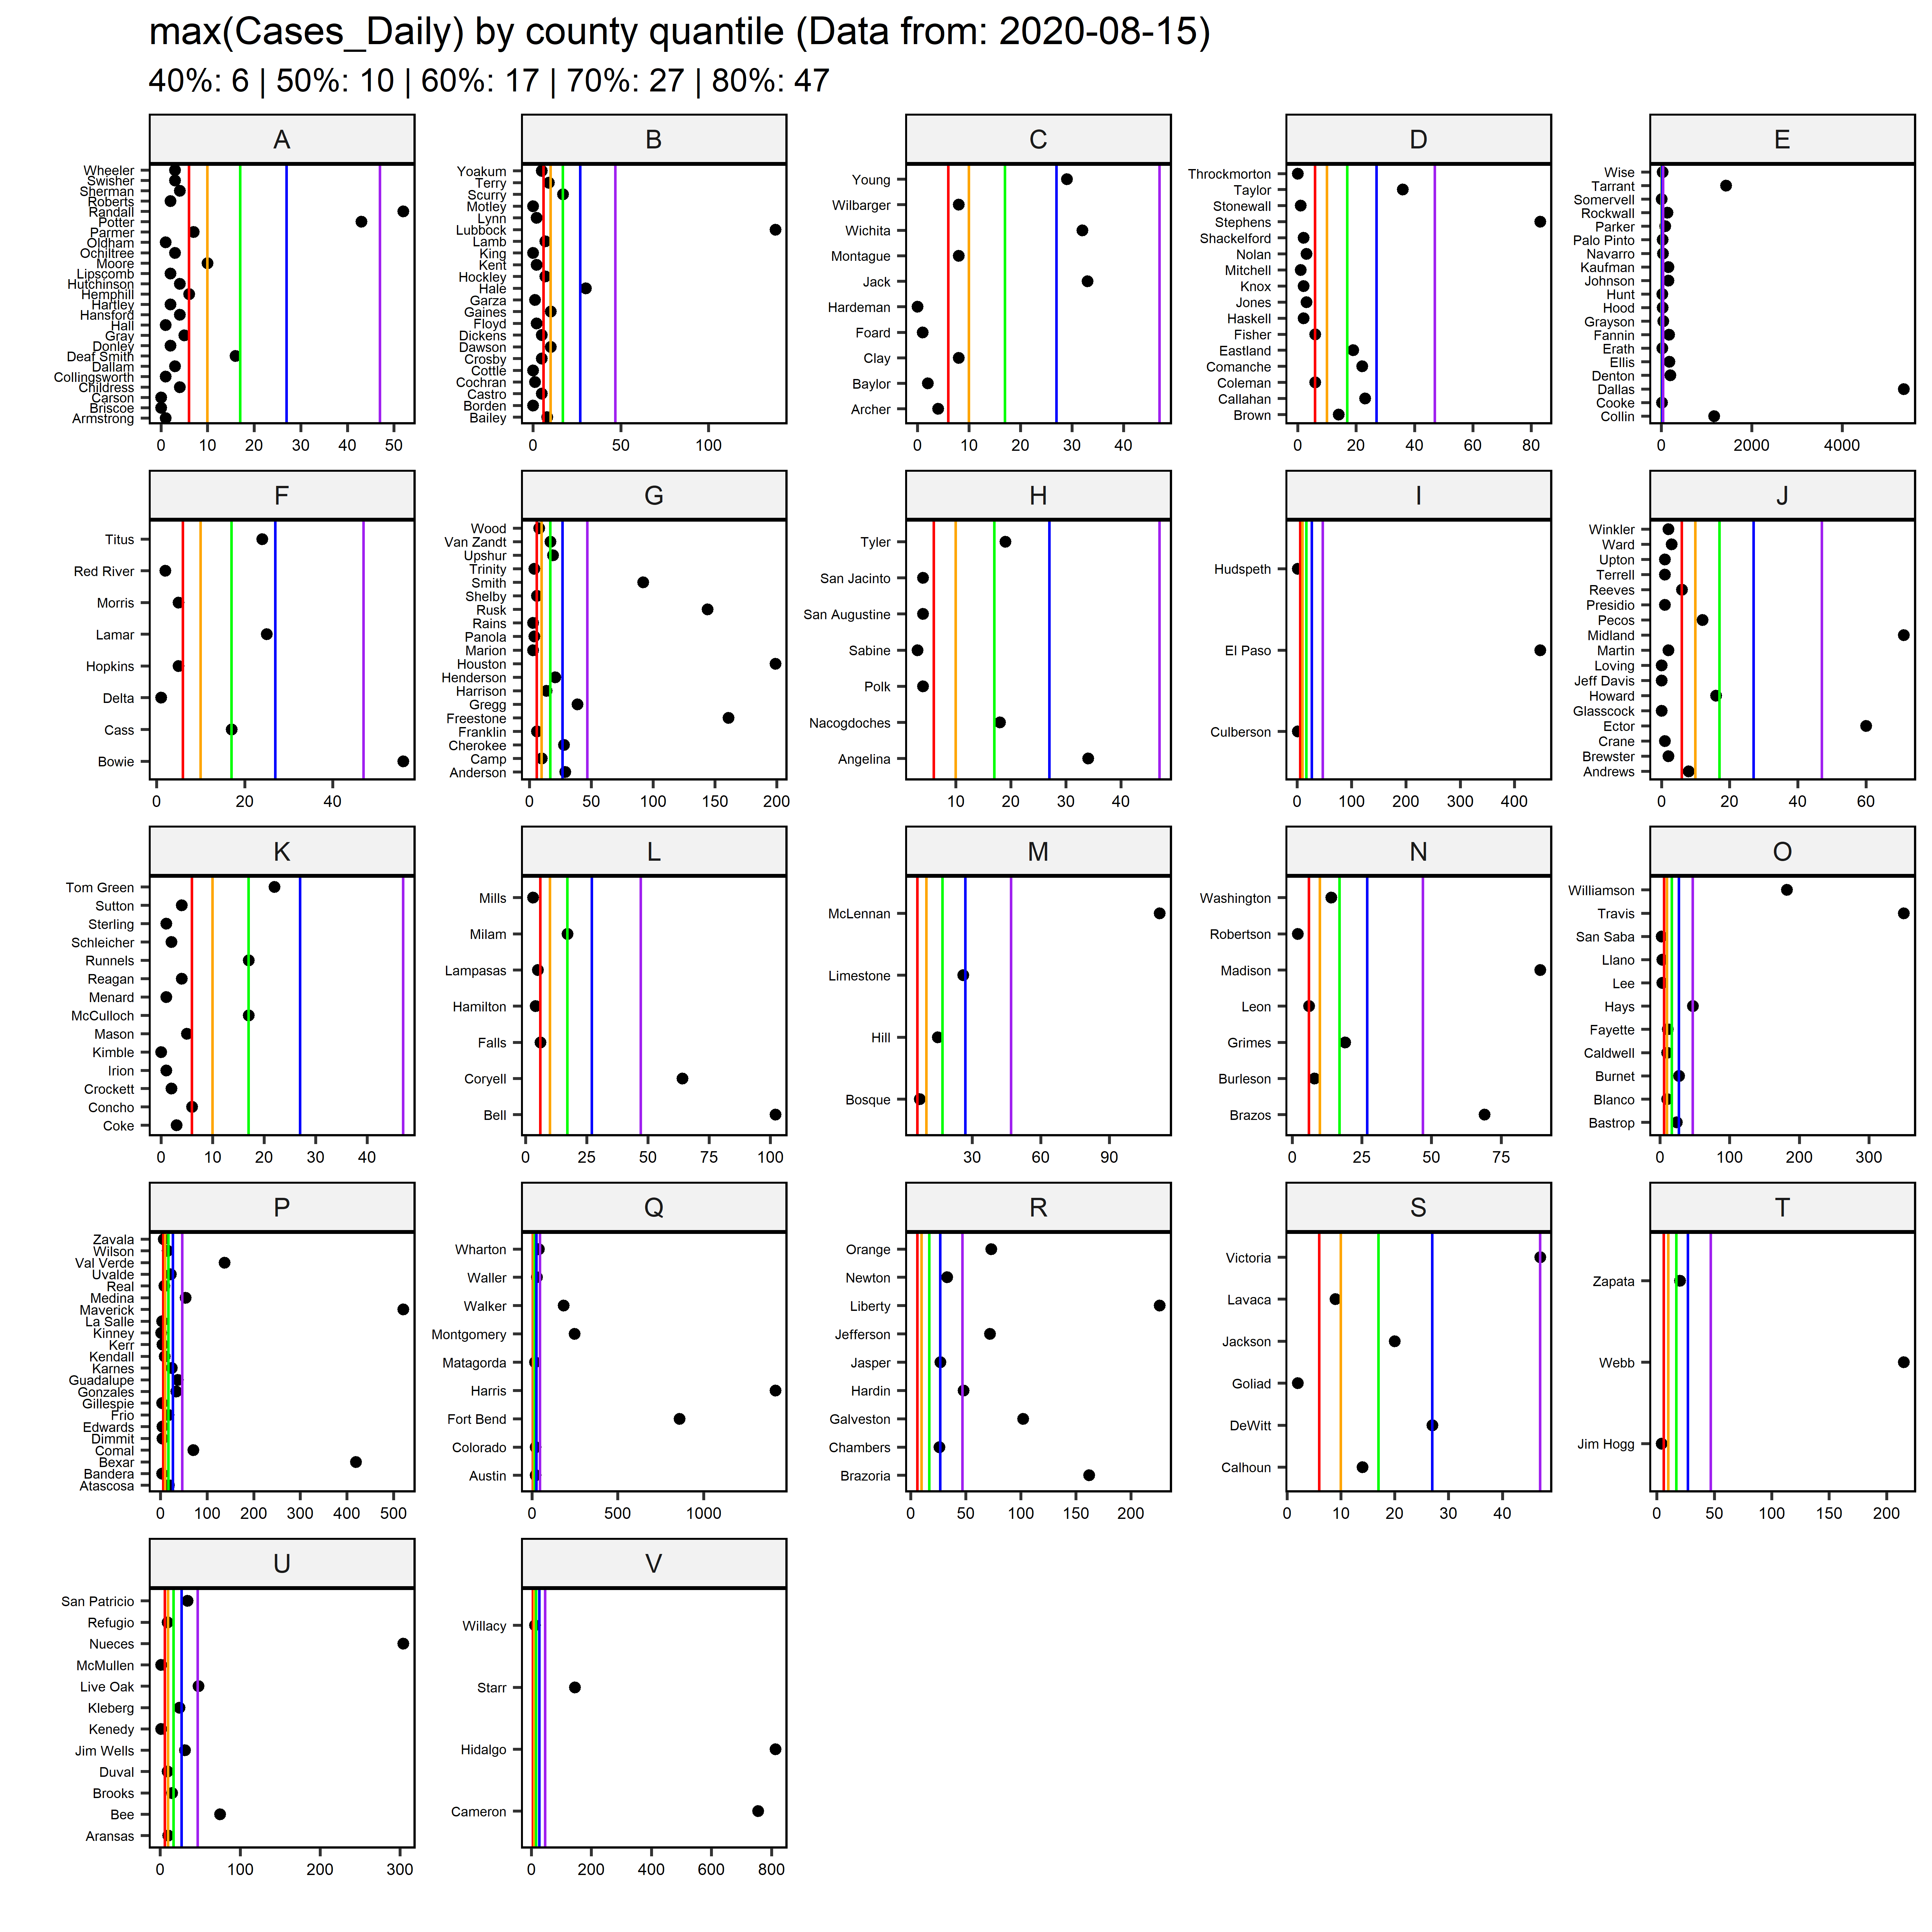 max(Cases_Daily) by county quantile (Data from: 2020-08-15)
40%: 6 | 50%: 10 | 60%: 17 | 70%: 27 | 80%: 47
A
Wheeler
Swisher
Sherman
Roberts
Randall
Potter
Parmer
Oldham
Ochiltree
Moore
Lipscomb
Hutchinson
Hemphill
Hartley
Hansford
Hall
Gray
Donley
Deaf Smith
Dallam
Collingsworth
Childress
Carson
Briscoe
Armstrong
0 10 20 30 40 50
B
Yoakum
Terry
Scurry
Motley
Lynn
Lubbock
Lamb
King
Kent
Hockley
Hale
Garza
Gaines
Floyd
Dickens
Dawson
Crosby
Cottle
Cochran
Castro
Borden
Bailey
0 50 100
C
Young
Wilbarger
Wichita
Montague
Jack
Hardeman
Foard
Clay
Baylor
Archer
0 10 20 30 40
D
Throckmorton
Taylor
Stonewall
Stephens
Shackelford
Nolan
Mitchell
Knox
Jones
Haskell
Fisher
Eastland
Comanche
Coleman
Callahan
Brown
0 20 40 60 80
E
Wise
Tarrant
Somervell
Rockwall
Parker
Palo Pinto
Navarro
Kaufman
Johnson
Hunt
Hood
Grayson
Fannin
Erath
Ellis
Denton
Dallas
Cooke
Collin
0 2000 4000
F
Titus
Red River
Morris
Lamar
Hopkins
Delta
Cass
Bowie
0 20 40
G
Wood
Van Zandt
Upshur
Trinity
Smith
Shelby
Rusk
Rains
Panola
Marion
Houston
Henderson
Harrison
Gregg
Freestone
Franklin
Cherokee
Camp
Anderson
0 50 100 150 200
H
Tyler
San Jacinto
San Augustine
Sabine
Polk
Nacogdoches
Angelina
10 20 30 40
I
Hudspeth
El Paso
Culberson
0 100 200 300 400
J
Winkler
Ward
Upton
Terrell
Reeves
Presidio
Pecos
Midland
Martin
Loving
Jeff Davis
Howard
Glasscock
Ector
Crane
Brewster
Andrews
0 20 40 60
K
Tom Green
Sutton
Sterling
Schleicher
Runnels
Reagan
Menard
McCulloch
Mason
Kimble
Irion
Crockett
Concho
Coke
0 10 20 30 40
L
Mills
Milam
Lampasas
Hamilton
Falls
Coryell
Bell
0 25 50 75 100
M
McLennan
Limestone
Hill
Bosque
30 60 90
N
Washington
Robertson
Madison
Leon
Grimes
Burleson
Brazos
0 25 50 75
O
Williamson
Travis
San Saba
Llano
Lee
Hays
Fayette
Caldwell
Burnet
Blanco
Bastrop
0 100 200 300
P
Zavala
Wilson
Val Verde
Uvalde
Real
Medina
Maverick
La Salle
Kinney
Kerr
Kendall
Karnes
Guadalupe
Gonzales
Gillespie
Frio
Edwards
Dimmit
Comal
Bexar
Bandera
Atascosa
0 100 200 300 400 500
Q
Wharton
Waller
Walker
Montgomery
Matagorda
Harris
Fort Bend
Colorado
Austin
0 500 1000
R
Orange
Newton
Liberty
Jefferson
Jasper
Hardin
Galveston
Chambers
Brazoria
0 50 100 150 200
S
Victoria
Lavaca
Jackson
Goliad
DeWitt
Calhoun
0 10 20 30 40
T
Zapata
Webb
Jim Hogg
0 50 100 150 200
U
San Patricio
Refugio
Nueces
McMullen
Live Oak
Kleberg
Kenedy
Jim Wells
Duval
Brooks
Bee
Aransas
0 100 200 300
V
Willacy
Starr
Hidalgo
Cameron
0 200 400 600 800